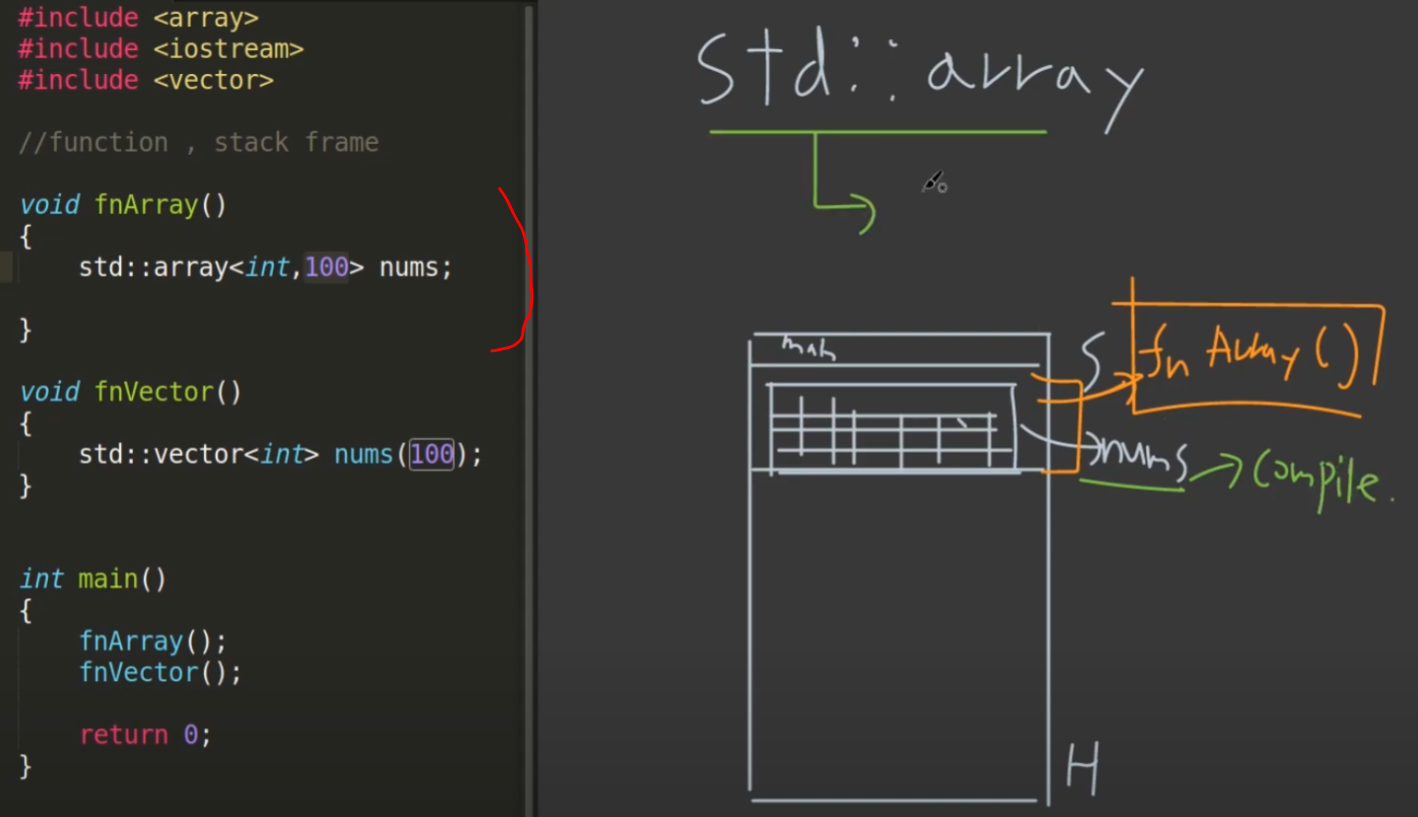 #include <array>
#include <iostream>
#include <vector>
//function , stack frame
void fnArray()
{
    std::array<int,100> nums;
}
void fnVector()
{
    std::vector<int> nums(100);
}
int main()
{
    fnArray();
    fnVector();
    return 0;
}
Std::array
main
S
fn Array()
nums
Compile.
H